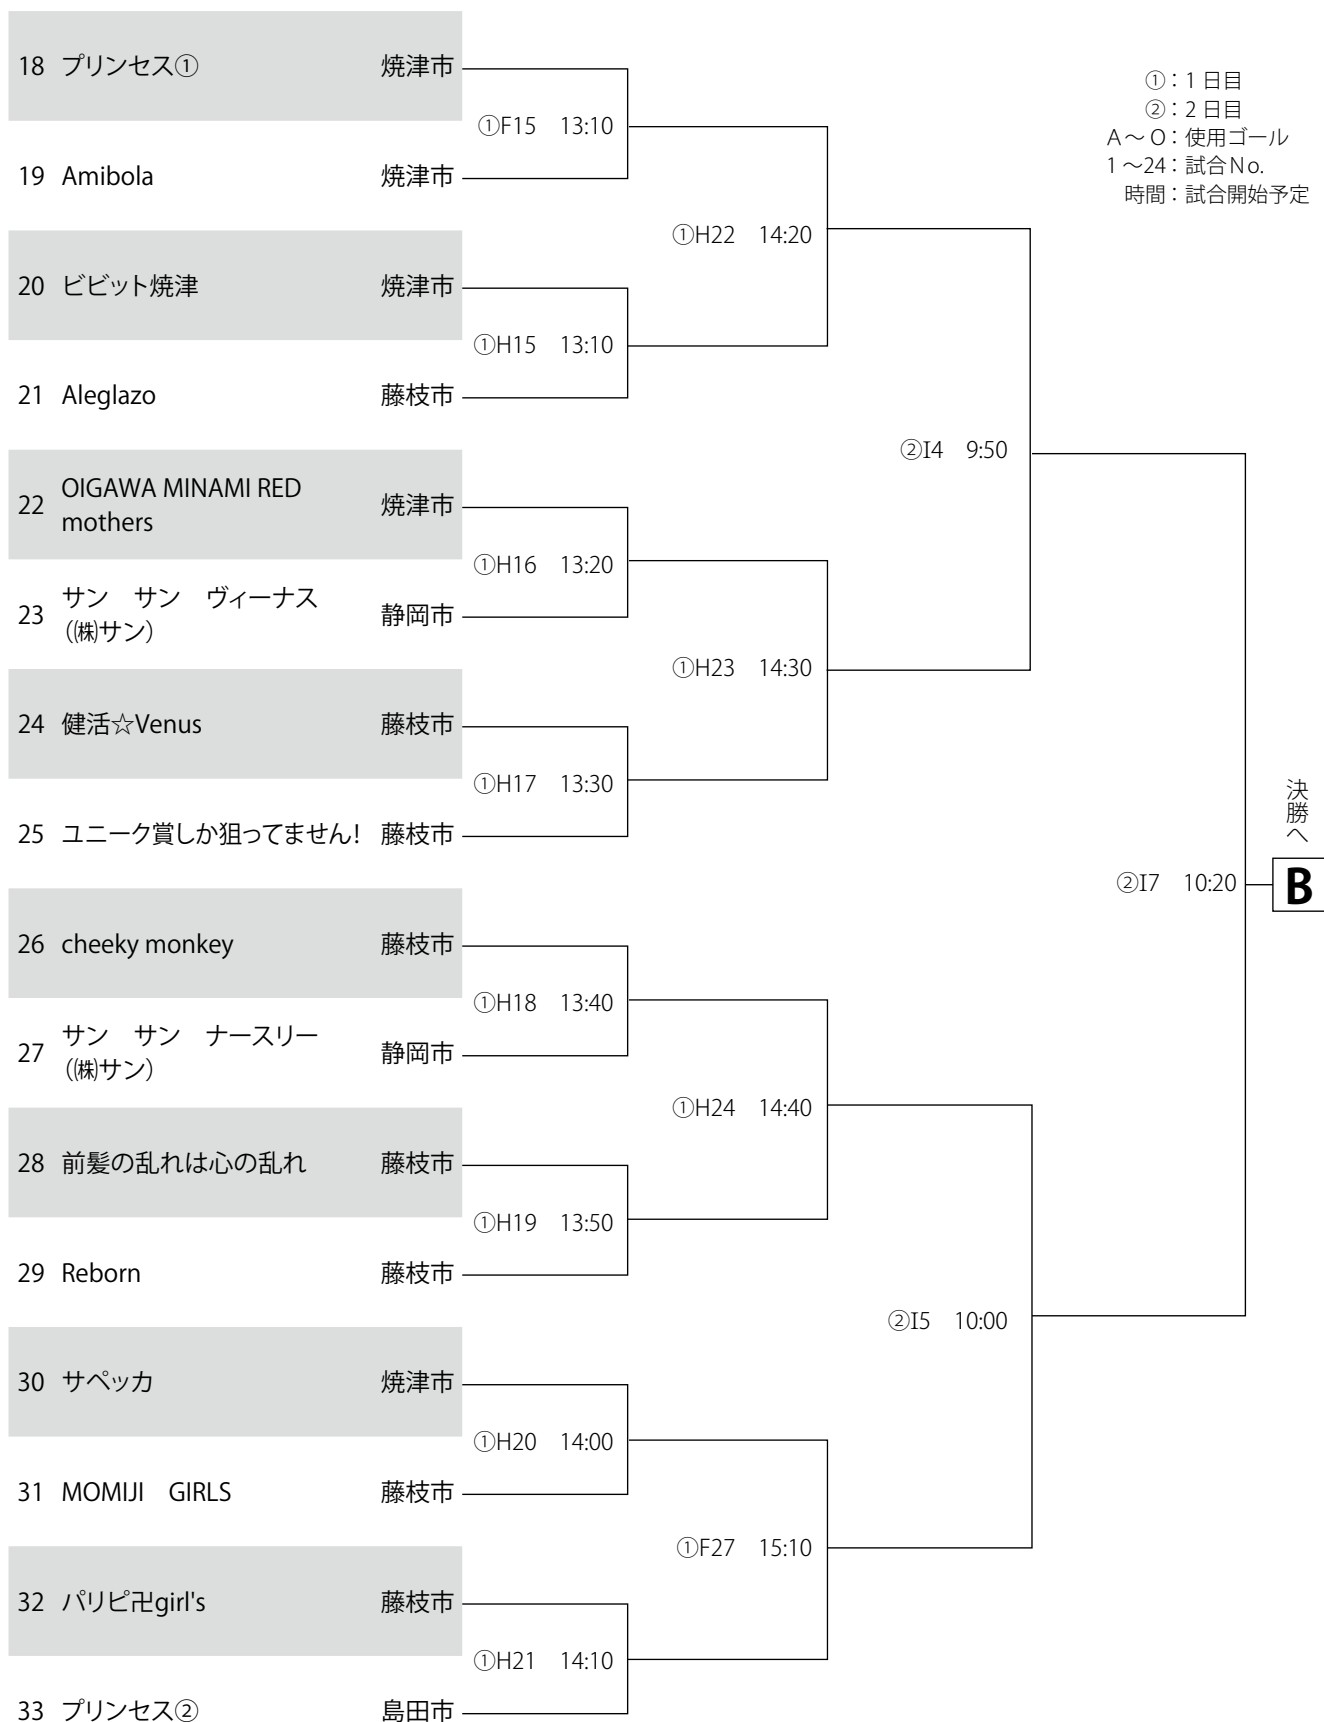 18 プリンセス① 焼津市
①:1日目
②:2日目
A〜O:使用ゴール
1〜24:試合No.
時間:試合開始予定
①F15 13:10
19 Amibola 焼津市
①H22 14:20
20 ビビット焼津 焼津市
①H15 13:10
21 Aleglazo 藤枝市
②I4 9:50
22 OIGAWA MINAMI RED
mothers 焼津市
①H16 13:20
23 サン サン ヴィーナス
(㈱サン) 静岡市
①H23 14:30
24 健活☆Venus 藤枝市
①H17 13:30
25 ユニーク賞しか狙ってません! 藤枝市
決勝へ
②I7 10:20 B
26 cheeky monkey 藤枝市
①H18 13:40
27 サン サン ナースリー
(㈱サン) 静岡市
①H24 14:40
28 前髪の乱れは心の乱れ 藤枝市
①H19 13:50
29 Reborn 藤枝市
②I5 10:00
30 サペッカ 焼津市
①H20 14:00
31 MOMIJI GIRLS 藤枝市
①F27 15:10
32 パリピ卍girl's 藤枝市
①H21 14:10
33 プリンセス② 島田市